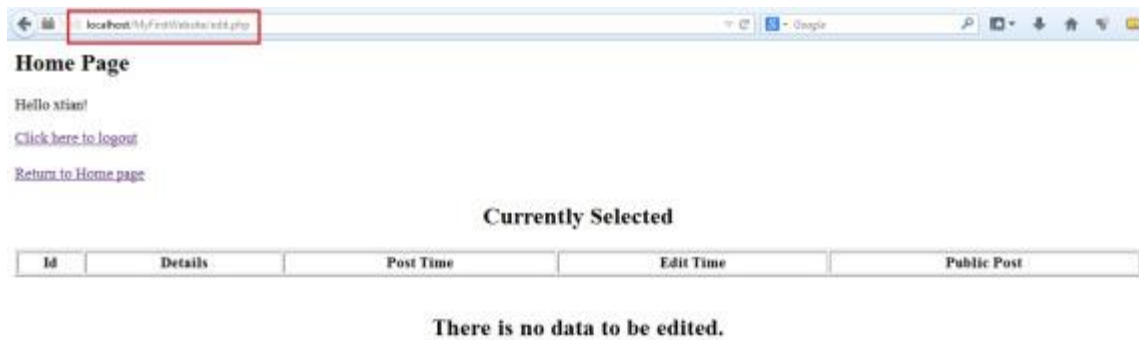 localhost/MyFirstWebsite/edit.php
Google
Home Page
Hello xtian!
Click here to logout
Return to Home page
Currently Selected
Id Details Post Time Edit Time Public Post
There is no data to be edited.